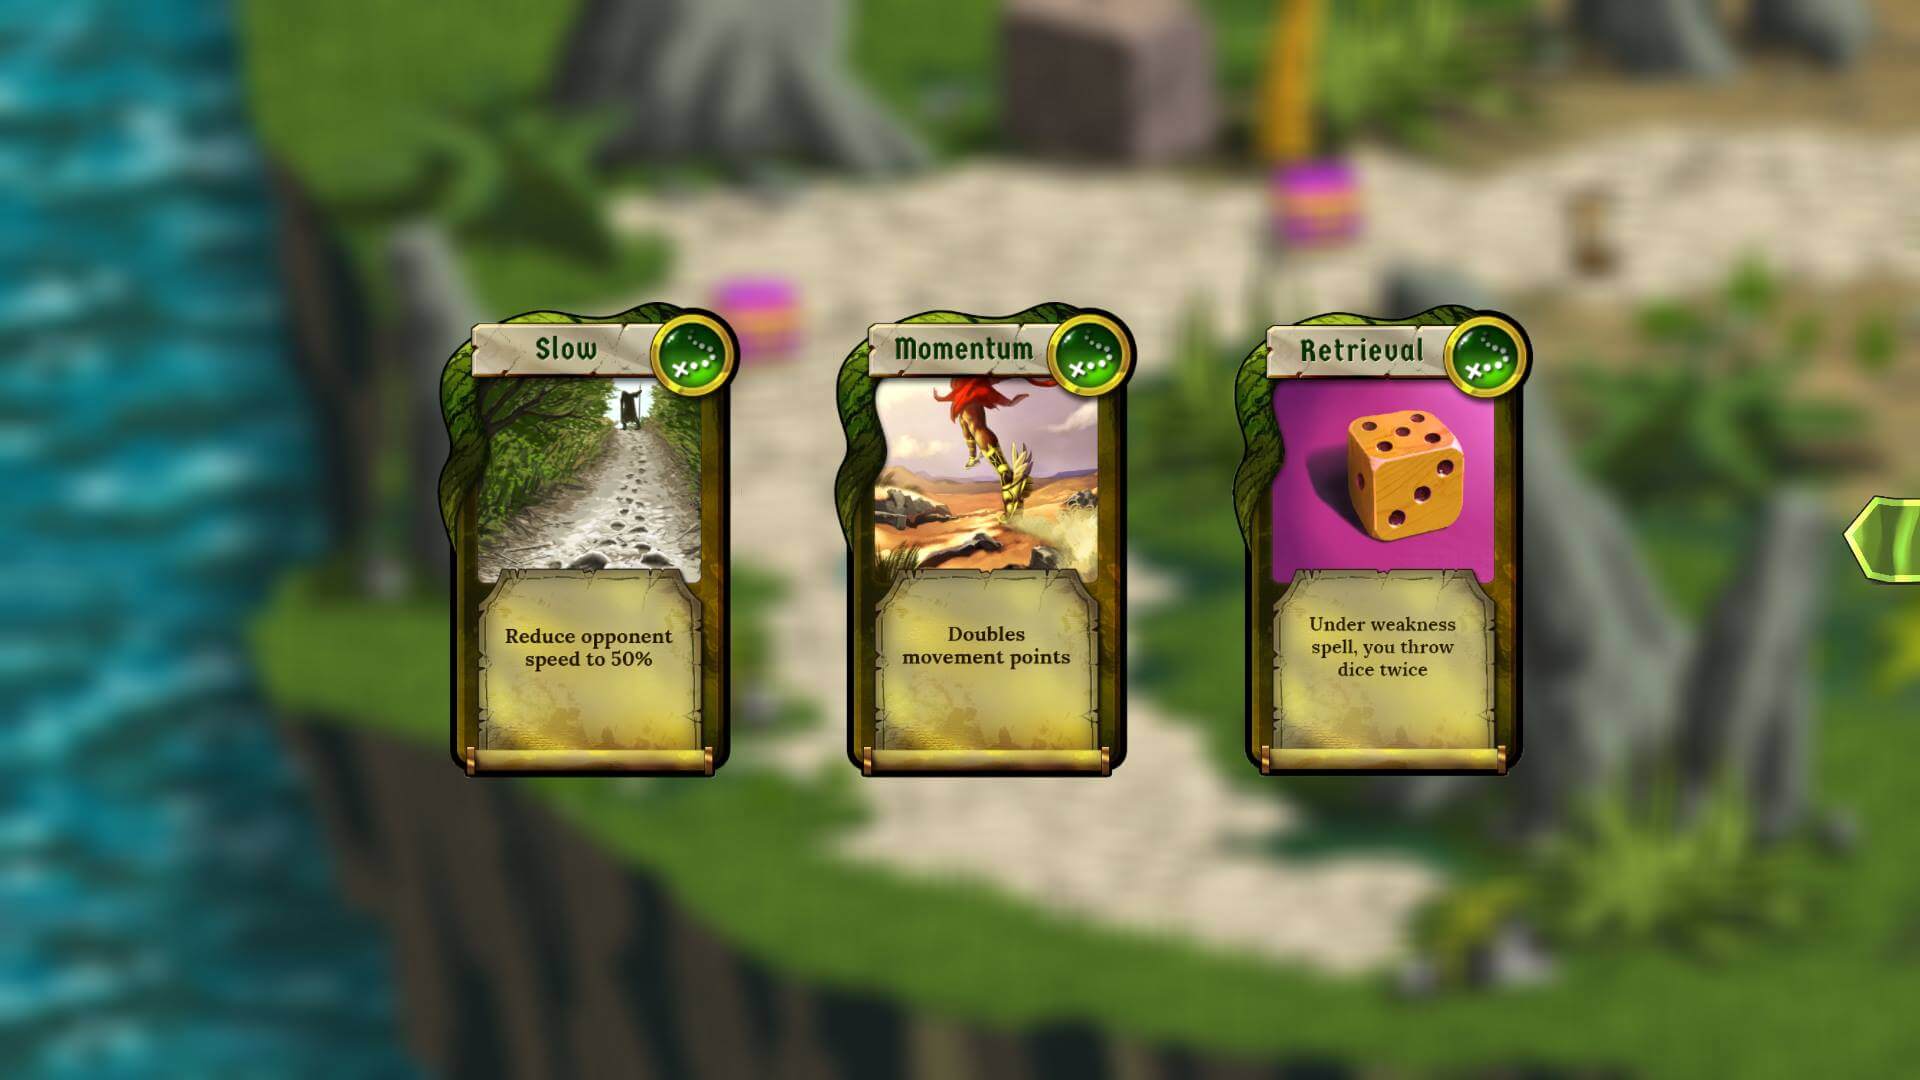 Slow
Reduce opponent
speed to 50%
Momentum
Doubles
movement points
Retrieval
Under weakness
spell, you throw
dice twice